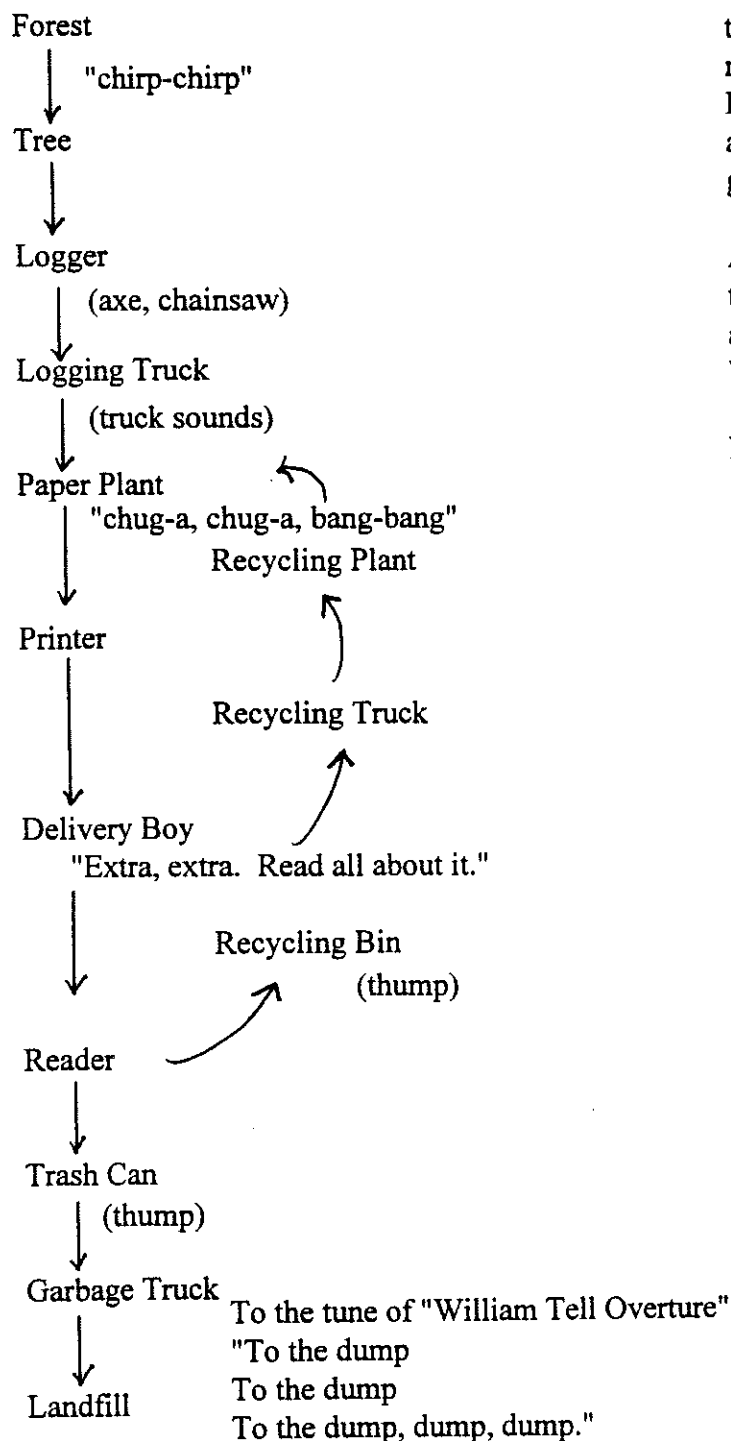 Forest
"chirp-chirp"
Tree
Logger
(axe, chainsaw)
Logging Truck
(truck sounds)
Paper Plant
"chug-a, chug-a, bang-bang"
Recycling Plant
Printer
Recycling Truck
Delivery Boy
"Extra, extra. Read all about it."
Recycling Bin
(thump)
Reader
Trash Can
(thump)
Garbage Truck
To the tune of "William Tell Overture"
"To the dump
To the dump
Landfill
To the dump, dump, dump."